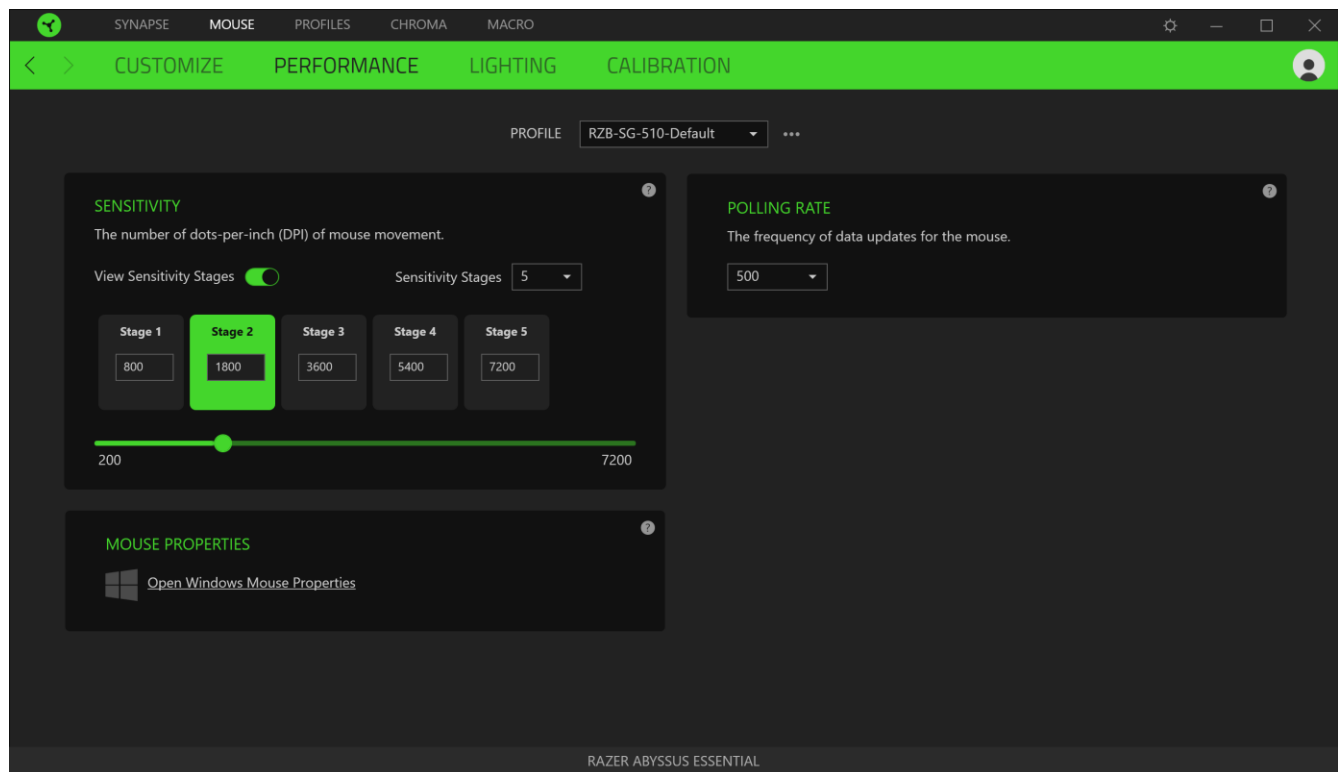 SYNAPSE MOUSE PROFILES CHROMA MACRO
CUSTOMIZE PERFORMANCE LIGHTING CALIBRATION
PROFILE RZB-SG-510-Default
SENSITIVITY
The number of dots-per-inch (DPI) of mouse movement.
View Sensitivity Stages Sensitivity Stages 5
Stage 1 Stage 2 Stage 3 Stage 4 Stage 5
800 1800 3600 5400 7200
200 7200
POLLING RATE
The frequency of data updates for the mouse.
500
MOUSE PROPERTIES
Open Windows Mouse Properties
RAZER ABYSSUS ESSENTIAL